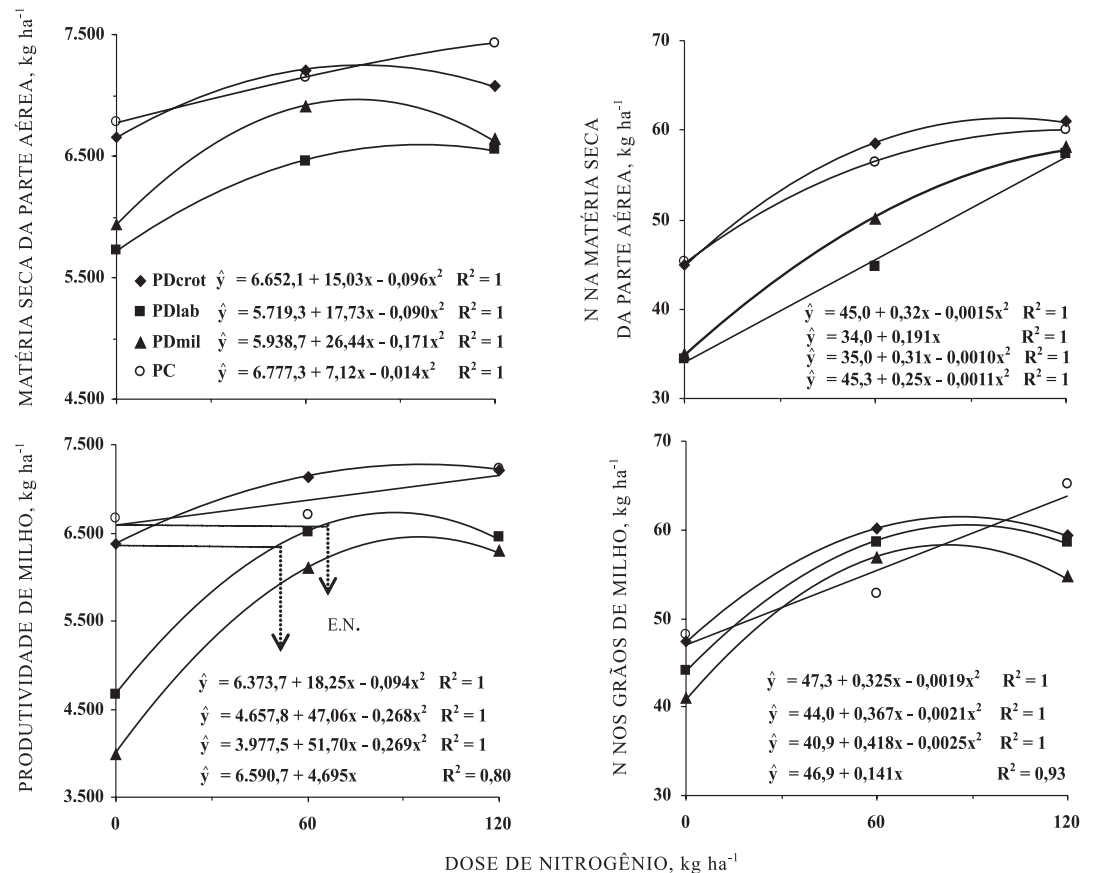 MATÉRIA SECA DA PARTE AÉREA, kg ha⁻¹
7.500
6.500
5.500
4.500
PDcrot ŷ = 6.652,1 + 15,03x - 0,096x² R² = 1
PDlab ŷ = 5.719,3 + 17,73x - 0,090x² R² = 1
PDmil ŷ = 5.938,7 + 26,44x - 0,171x² R² = 1
PC ŷ = 6.777,3 + 7,12x - 0,014x² R² = 1
N NA MATÉRIA SECA
DA PARTE AÉREA, kg ha⁻¹
70
60
50
40
30
ŷ = 45,0 + 0,32x - 0,0015x² R² = 1
ŷ = 34,0 + 0,191x R² = 1
ŷ = 35,0 + 0,31x - 0,0010x² R² = 1
ŷ = 45,3 + 0,25x - 0,0011x² R² = 1
PRODUTIVIDADE DE MILHO, kg ha⁻¹
7.500
6.500
5.500
4.500
3.500
E.N.
ŷ = 6.373,7 + 18,25x - 0,094x² R² = 1
ŷ = 4.657,8 + 47,06x - 0,268x² R² = 1
ŷ = 3.977,5 + 51,70x - 0,269x² R² = 1
ŷ = 6.590,7 + 4,695x R² = 0,80
0 60 120
N NOS GRÃOS DE MILHO, kg ha⁻¹
70
60
50
40
30
ŷ = 47,3 + 0,325x - 0,0019x² R² = 1
ŷ = 44,0 + 0,367x - 0,0021x² R² = 1
ŷ = 40,9 + 0,418x - 0,0025x² R² = 1
ŷ = 46,9 + 0,141x R² = 0,93
0 60 120
DOSE DE NITROGÊNIO, kg ha⁻¹